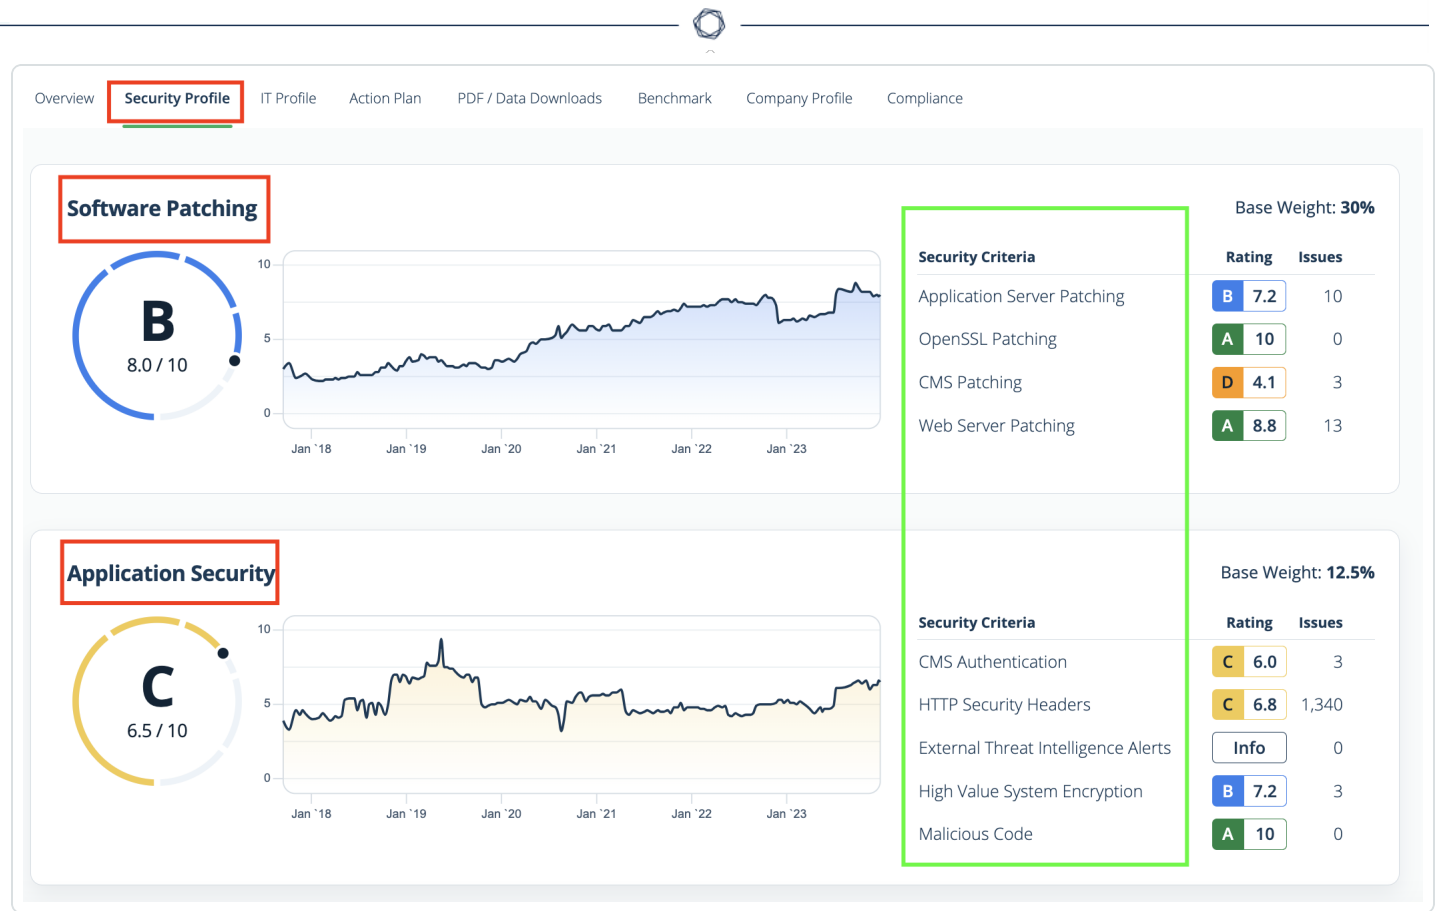 Overview Security Profile IT Profile Action Plan PDF / Data Downloads Benchmark Company Profile Compliance
Software Patching
Base Weight: 30%
B
8.0 / 10
10
5
0
Jan `18 Jan `19 Jan `20 Jan `21 Jan `22 Jan `23
Security Criteria Rating Issues
Application Server Patching B 7.2 10
OpenSSL Patching A 10 0
CMS Patching D 4.1 3
Web Server Patching A 8.8 13
Application Security
Base Weight: 12.5%
C
6.5 / 10
10
5
0
Jan `18 Jan `19 Jan `20 Jan `21 Jan `22 Jan `23
Security Criteria Rating Issues
CMS Authentication C 6.0 3
HTTP Security Headers C 6.8 1,340
External Threat Intelligence Alerts Info 0
High Value System Encryption B 7.2 3
Malicious Code A 10 0